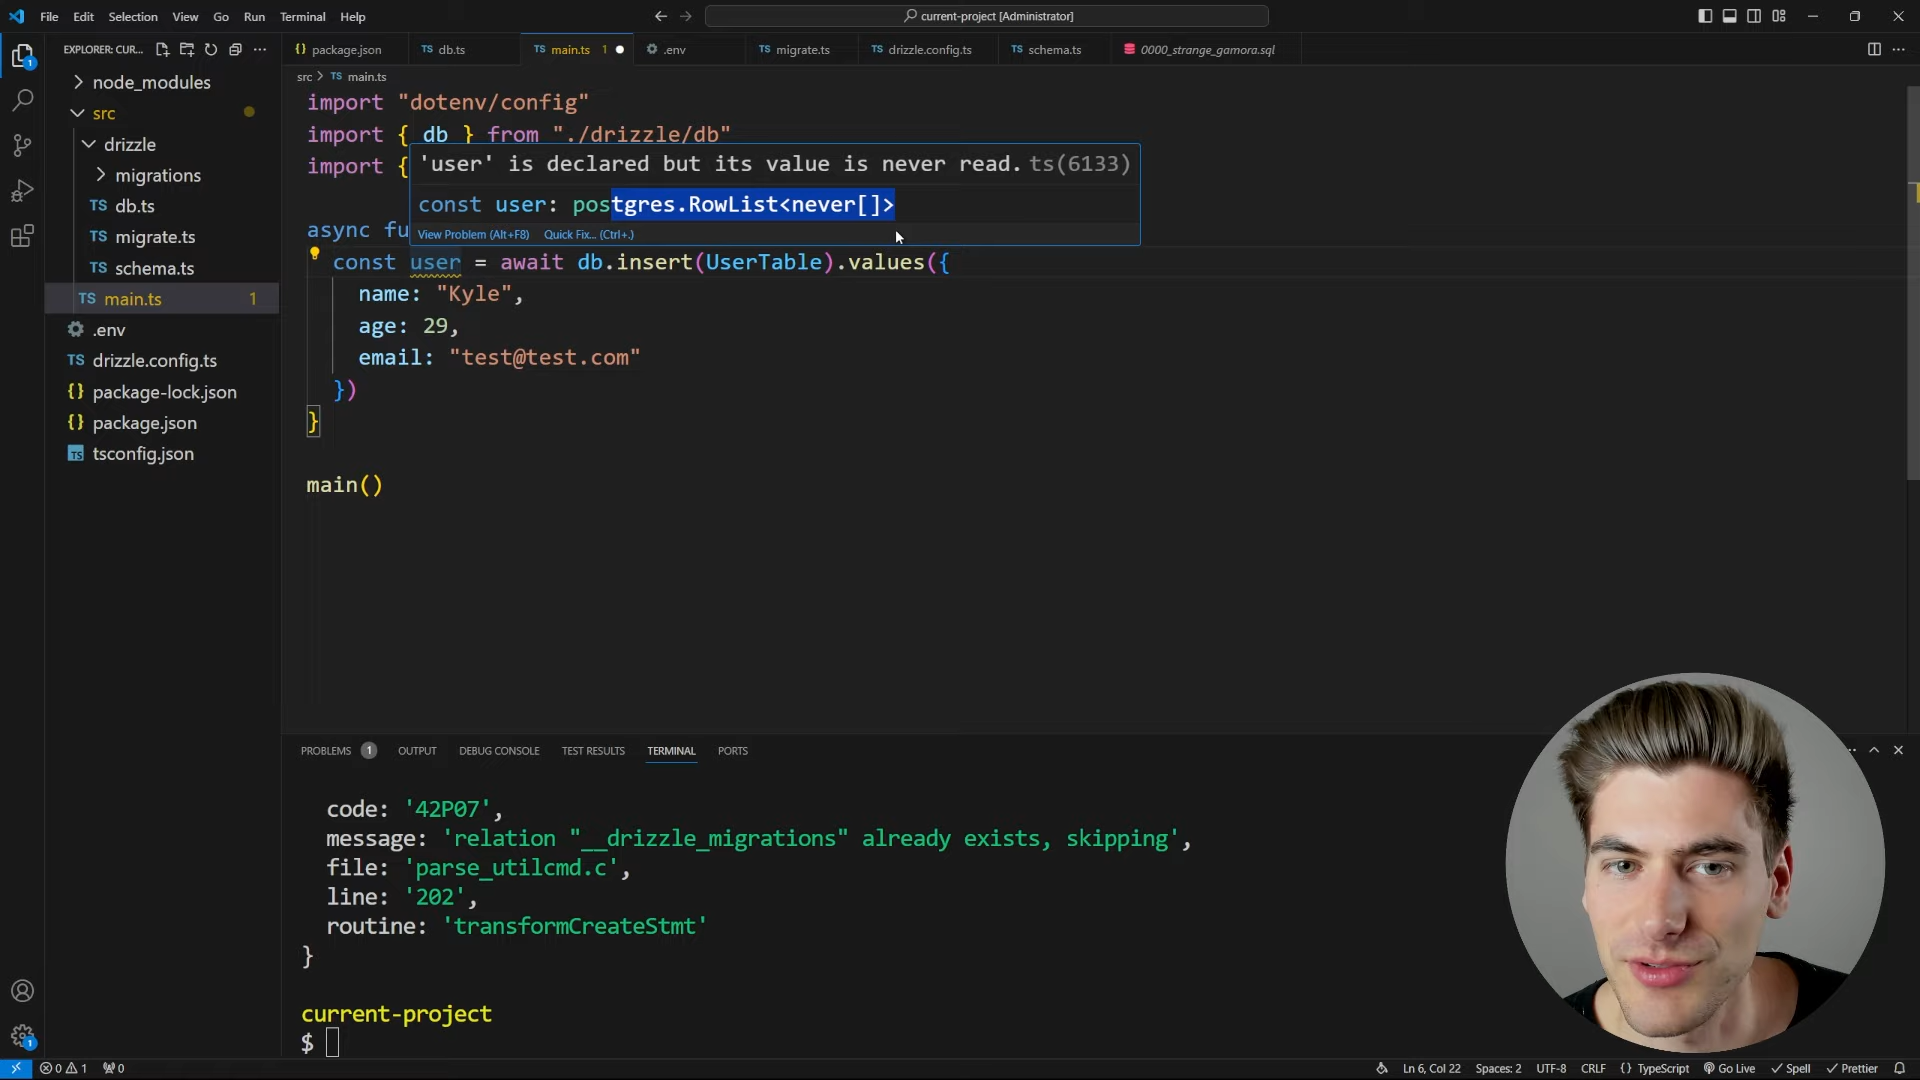 File Edit Selection View Go Run Terminal Help
current-project [Administrator]
EXPLORER: CUR...
package.json
TS db.ts
TS main.ts 1
.env
TS migrate.ts
TS drizzle.config.ts
TS schema.ts
0000_strange_gamora.sql
src > TS main.ts
node_modules
src
drizzle
migrations
TS db.ts
TS migrate.ts
TS schema.ts
TS main.ts 1
.env
TS drizzle.config.ts
{} package-lock.json
{} package.json
TS tsconfig.json
import "dotenv/config"
import { db } from "./drizzle/db"
import {
'user' is declared but its value is never read. ts(6133)
const user: postgres.RowList<never[]>
View Problem (Alt+F8) Quick Fix... (Ctrl+.)
async fu
const user = await db.insert(UserTable).values({
name: "Kyle",
age: 29,
email: "test@test.com"
})
}
main()
PROBLEMS 1 OUTPUT DEBUG CONSOLE TEST RESULTS TERMINAL PORTS
code: '42P07',
message: 'relation "__drizzle_migrations" already exists, skipping',
file: 'parse_utilcmd.c',
line: '202',
routine: 'transformCreateStmt'
}
current-project
$
0 1 0 Ln 6, Col 22 Spaces: 2 UTF-8 CRLF {} TypeScript Go Live Spell Prettier